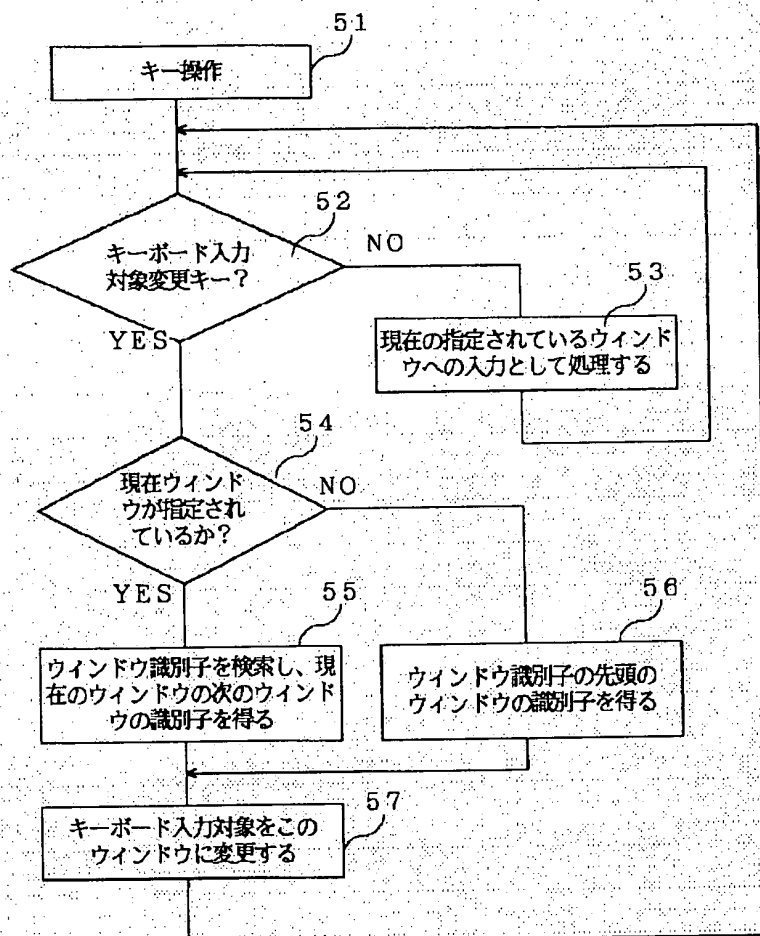 51
キー操作
52
キーボード入力
対象変更キー?
NO
YES
53
現在の指定されているウィンド
ウへの入力として処理する
54
現在ウィンド
ウが指定され
ているか?
NO
YES
55
ウィンドウ識別子を検索し、現
在のウィンドウの次のウィンド
ウの識別子を得る
56
ウィンドウ識別子の先頭の
ウィンドウの識別子を得る
57
キーボード入力対象をこの
ウィンドウに変更する